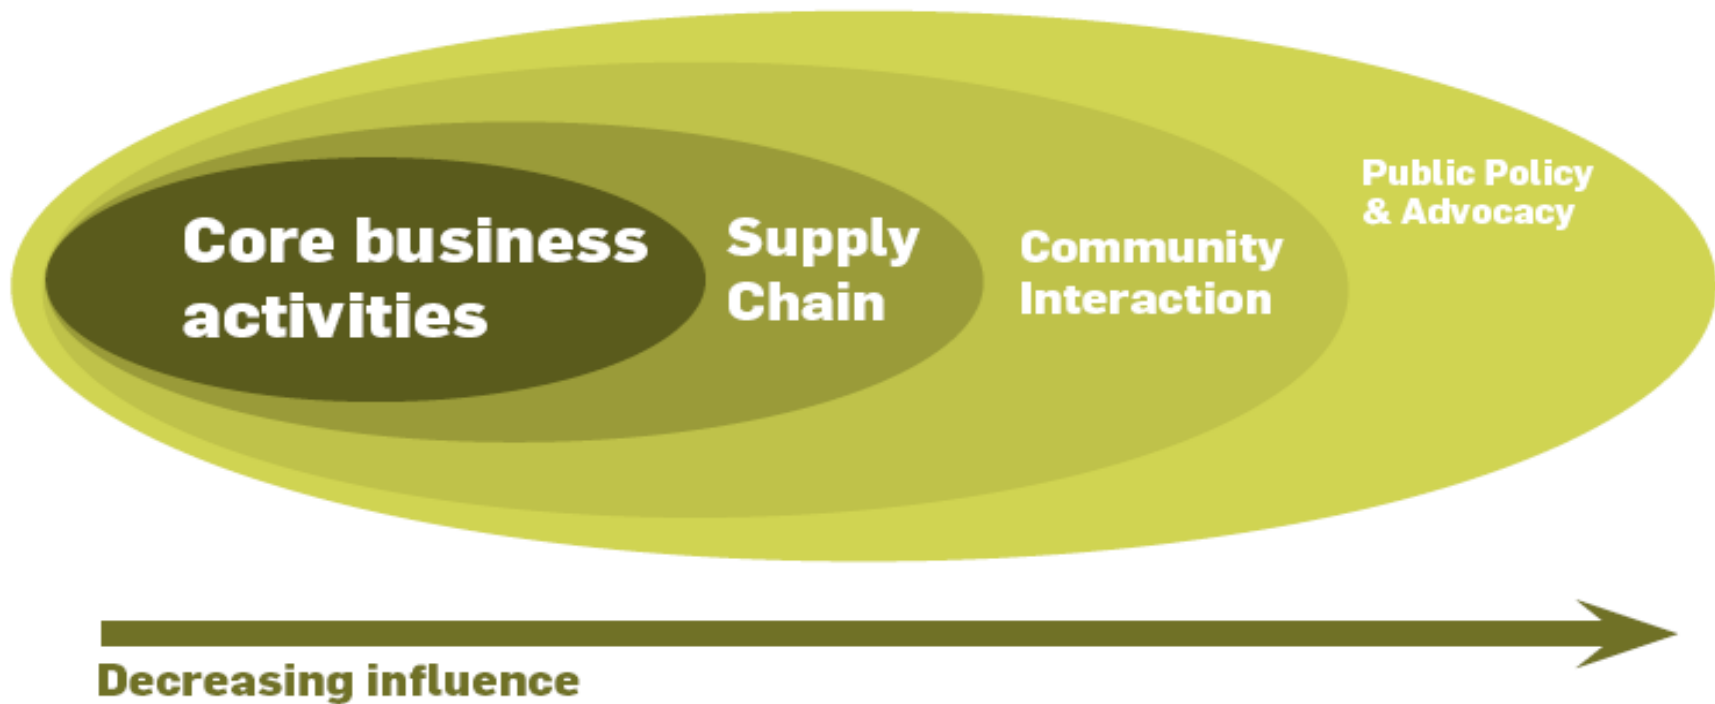 Core business
activities
Supply
Chain
Community
Interaction
Public Policy
& Advocacy
Decreasing influence